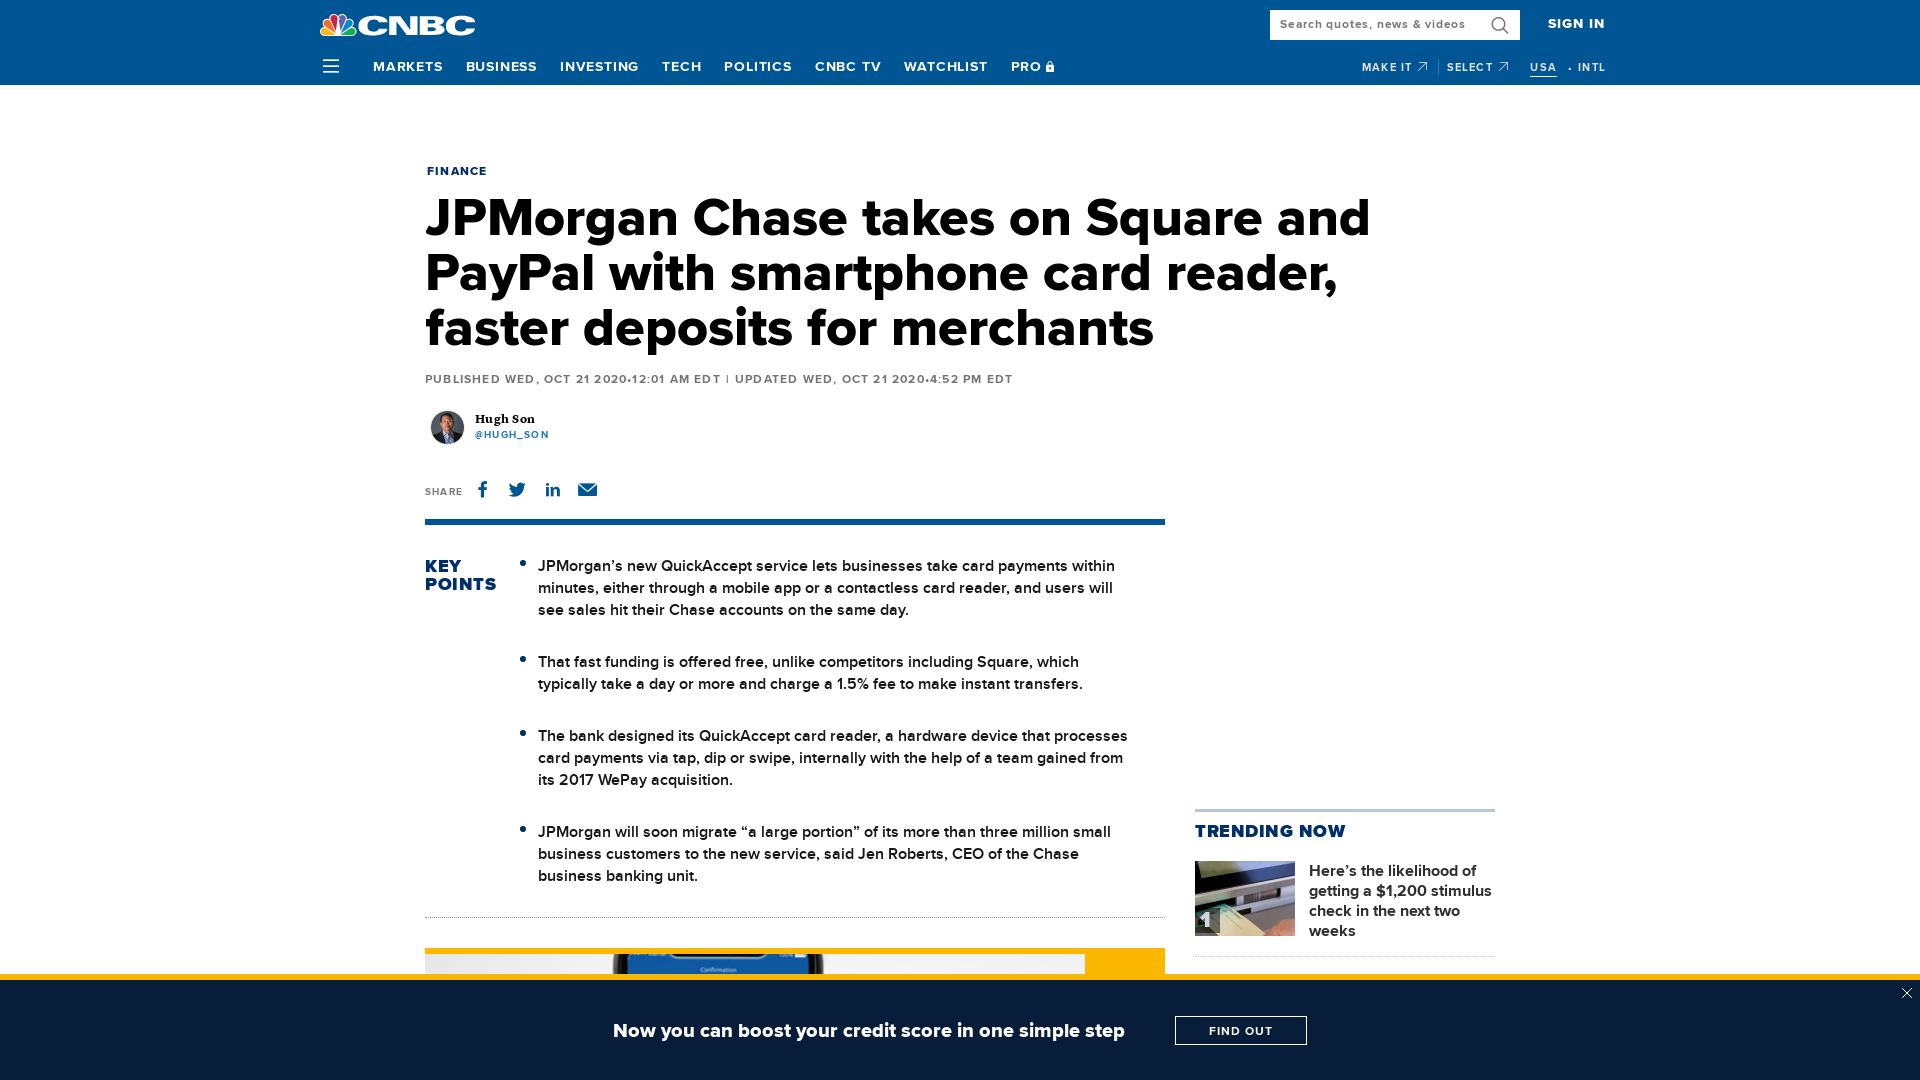 CNBC
Search quotes, news & videos
SIGN IN
MARKETS BUSINESS INVESTING TECH POLITICS CNBC TV WATCHLIST PRO
MAKE IT SELECT USA • INTL
FINANCE
JPMorgan Chase takes on Square and
PayPal with smartphone card reader,
faster deposits for merchants
PUBLISHED WED, OCT 21 2020•12:01 AM EDT | UPDATED WED, OCT 21 2020•4:52 PM EDT
Hugh Son
@HUGH_SON
SHARE
KEY
POINTS
JPMorgan’s new QuickAccept service lets businesses take card payments within
minutes, either through a mobile app or a contactless card reader, and users will
see sales hit their Chase accounts on the same day.
That fast funding is offered free, unlike competitors including Square, which
typically take a day or more and charge a 1.5% fee to make instant transfers.
The bank designed its QuickAccept card reader, a hardware device that processes
card payments via tap, dip or swipe, internally with the help of a team gained from
its 2017 WePay acquisition.
JPMorgan will soon migrate “a large portion” of its more than three million small
business customers to the new service, said Jen Roberts, CEO of the Chase
business banking unit.
TRENDING NOW
1
Here’s the likelihood of
getting a $1,200 stimulus
check in the next two
weeks
Confirmation
Now you can boost your credit score in one simple step
FIND OUT